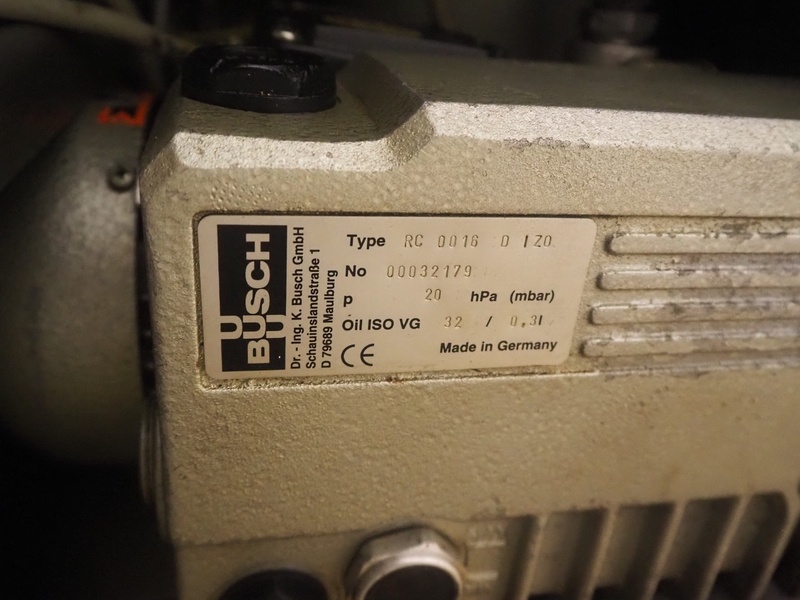 BUSCH
Dr. - Ing. K. Busch GmbH
Schauinslandstraße 1
D 79689 Maulburg
Type RC 0016 D IZ0
No 00032179
p 20 hPa (mbar)
Oil ISO VG 32 / 0,3l
CE
Made in Germany